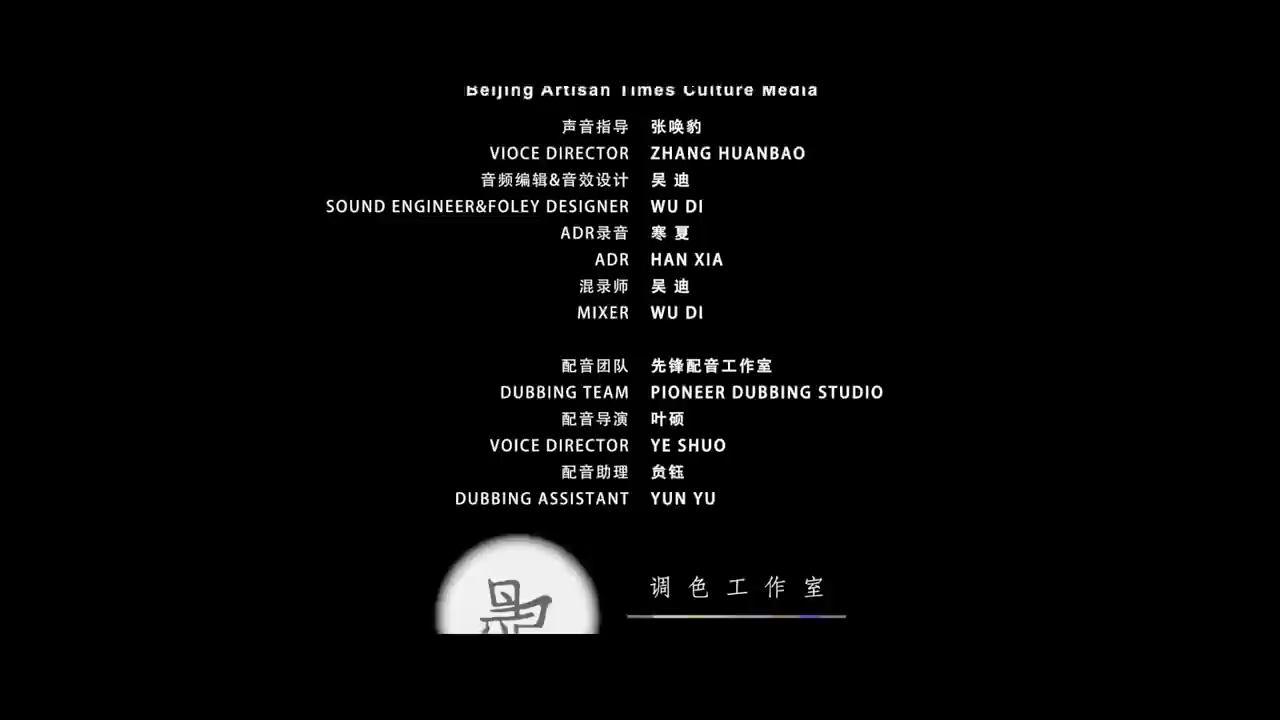 Beijing Artisan Times Culture Media
声音指导 张唤豹
VIOCE DIRECTOR ZHANG HUANBAO
音频编辑&音效设计 吴 迪
SOUND ENGINEER&FOLEY DESIGNER WU DI
ADR录音 寒 夏
ADR HAN XIA
混录师 吴 迪
MIXER WU DI
配音团队 先锋配音工作室
DUBBING TEAM PIONEER DUBBING STUDIO
配音导演 叶硕
VOICE DIRECTOR YE SHUO
配音助理 贠钰
DUBBING ASSISTANT YUN YU
调色工作室